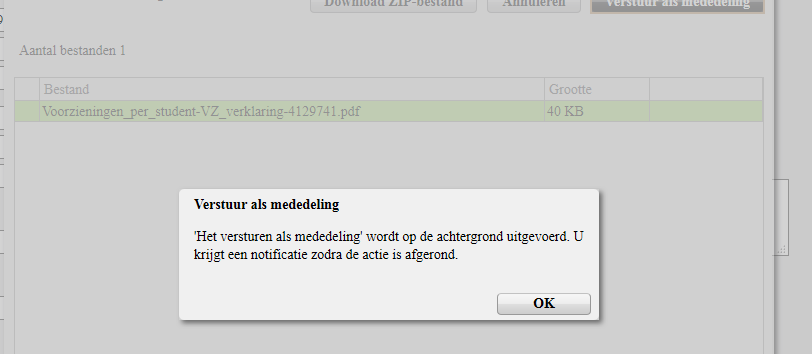 Download ZIP-bestand Annuleren Verstuur als mededeling
Aantal bestanden 1
Bestand Grootte
Voorzieningen_per_student-VZ_verklaring-4129741.pdf 40 KB
Verstuur als mededeling
'Het versturen als mededeling' wordt op de achtergrond uitgevoerd. U
krijgt een notificatie zodra de actie is afgerond.
OK